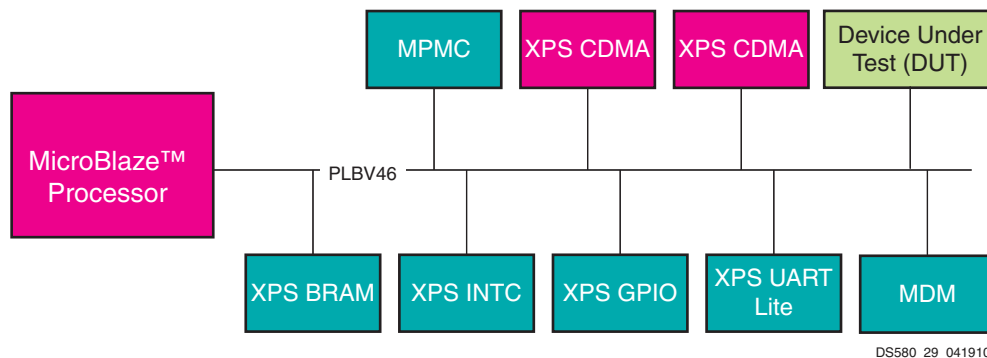 MPMC
XPS CDMA
XPS CDMA
Device Under
Test (DUT)
MicroBlaze™
Processor
PLBV46
XPS BRAM
XPS INTC
XPS GPIO
XPS UART
Lite
MDM
DS580_29_041910